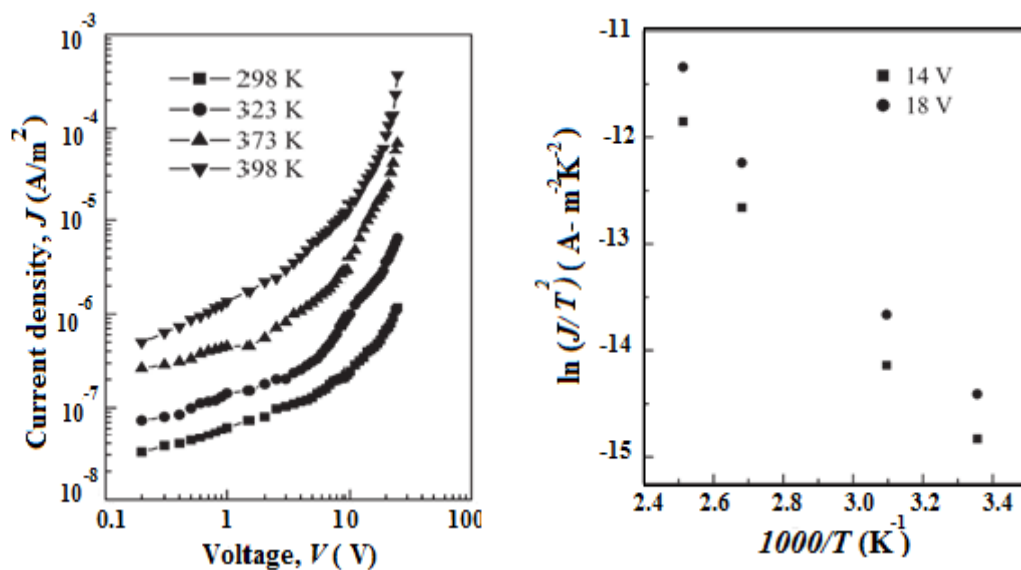 10^-3
10^-4
10^-5
10^-6
10^-7
10^-8
Current density, J (A/m^2)
298 K
323 K
373 K
398 K
0.1
1
10
100
Voltage, V ( V)
-11
-12
-13
-14
-15
ln (J/T^2) ( A- m^-2K^-2)
14 V
18 V
2.4
2.6
2.8
3.0
3.2
3.4
1000/T (K^-1)